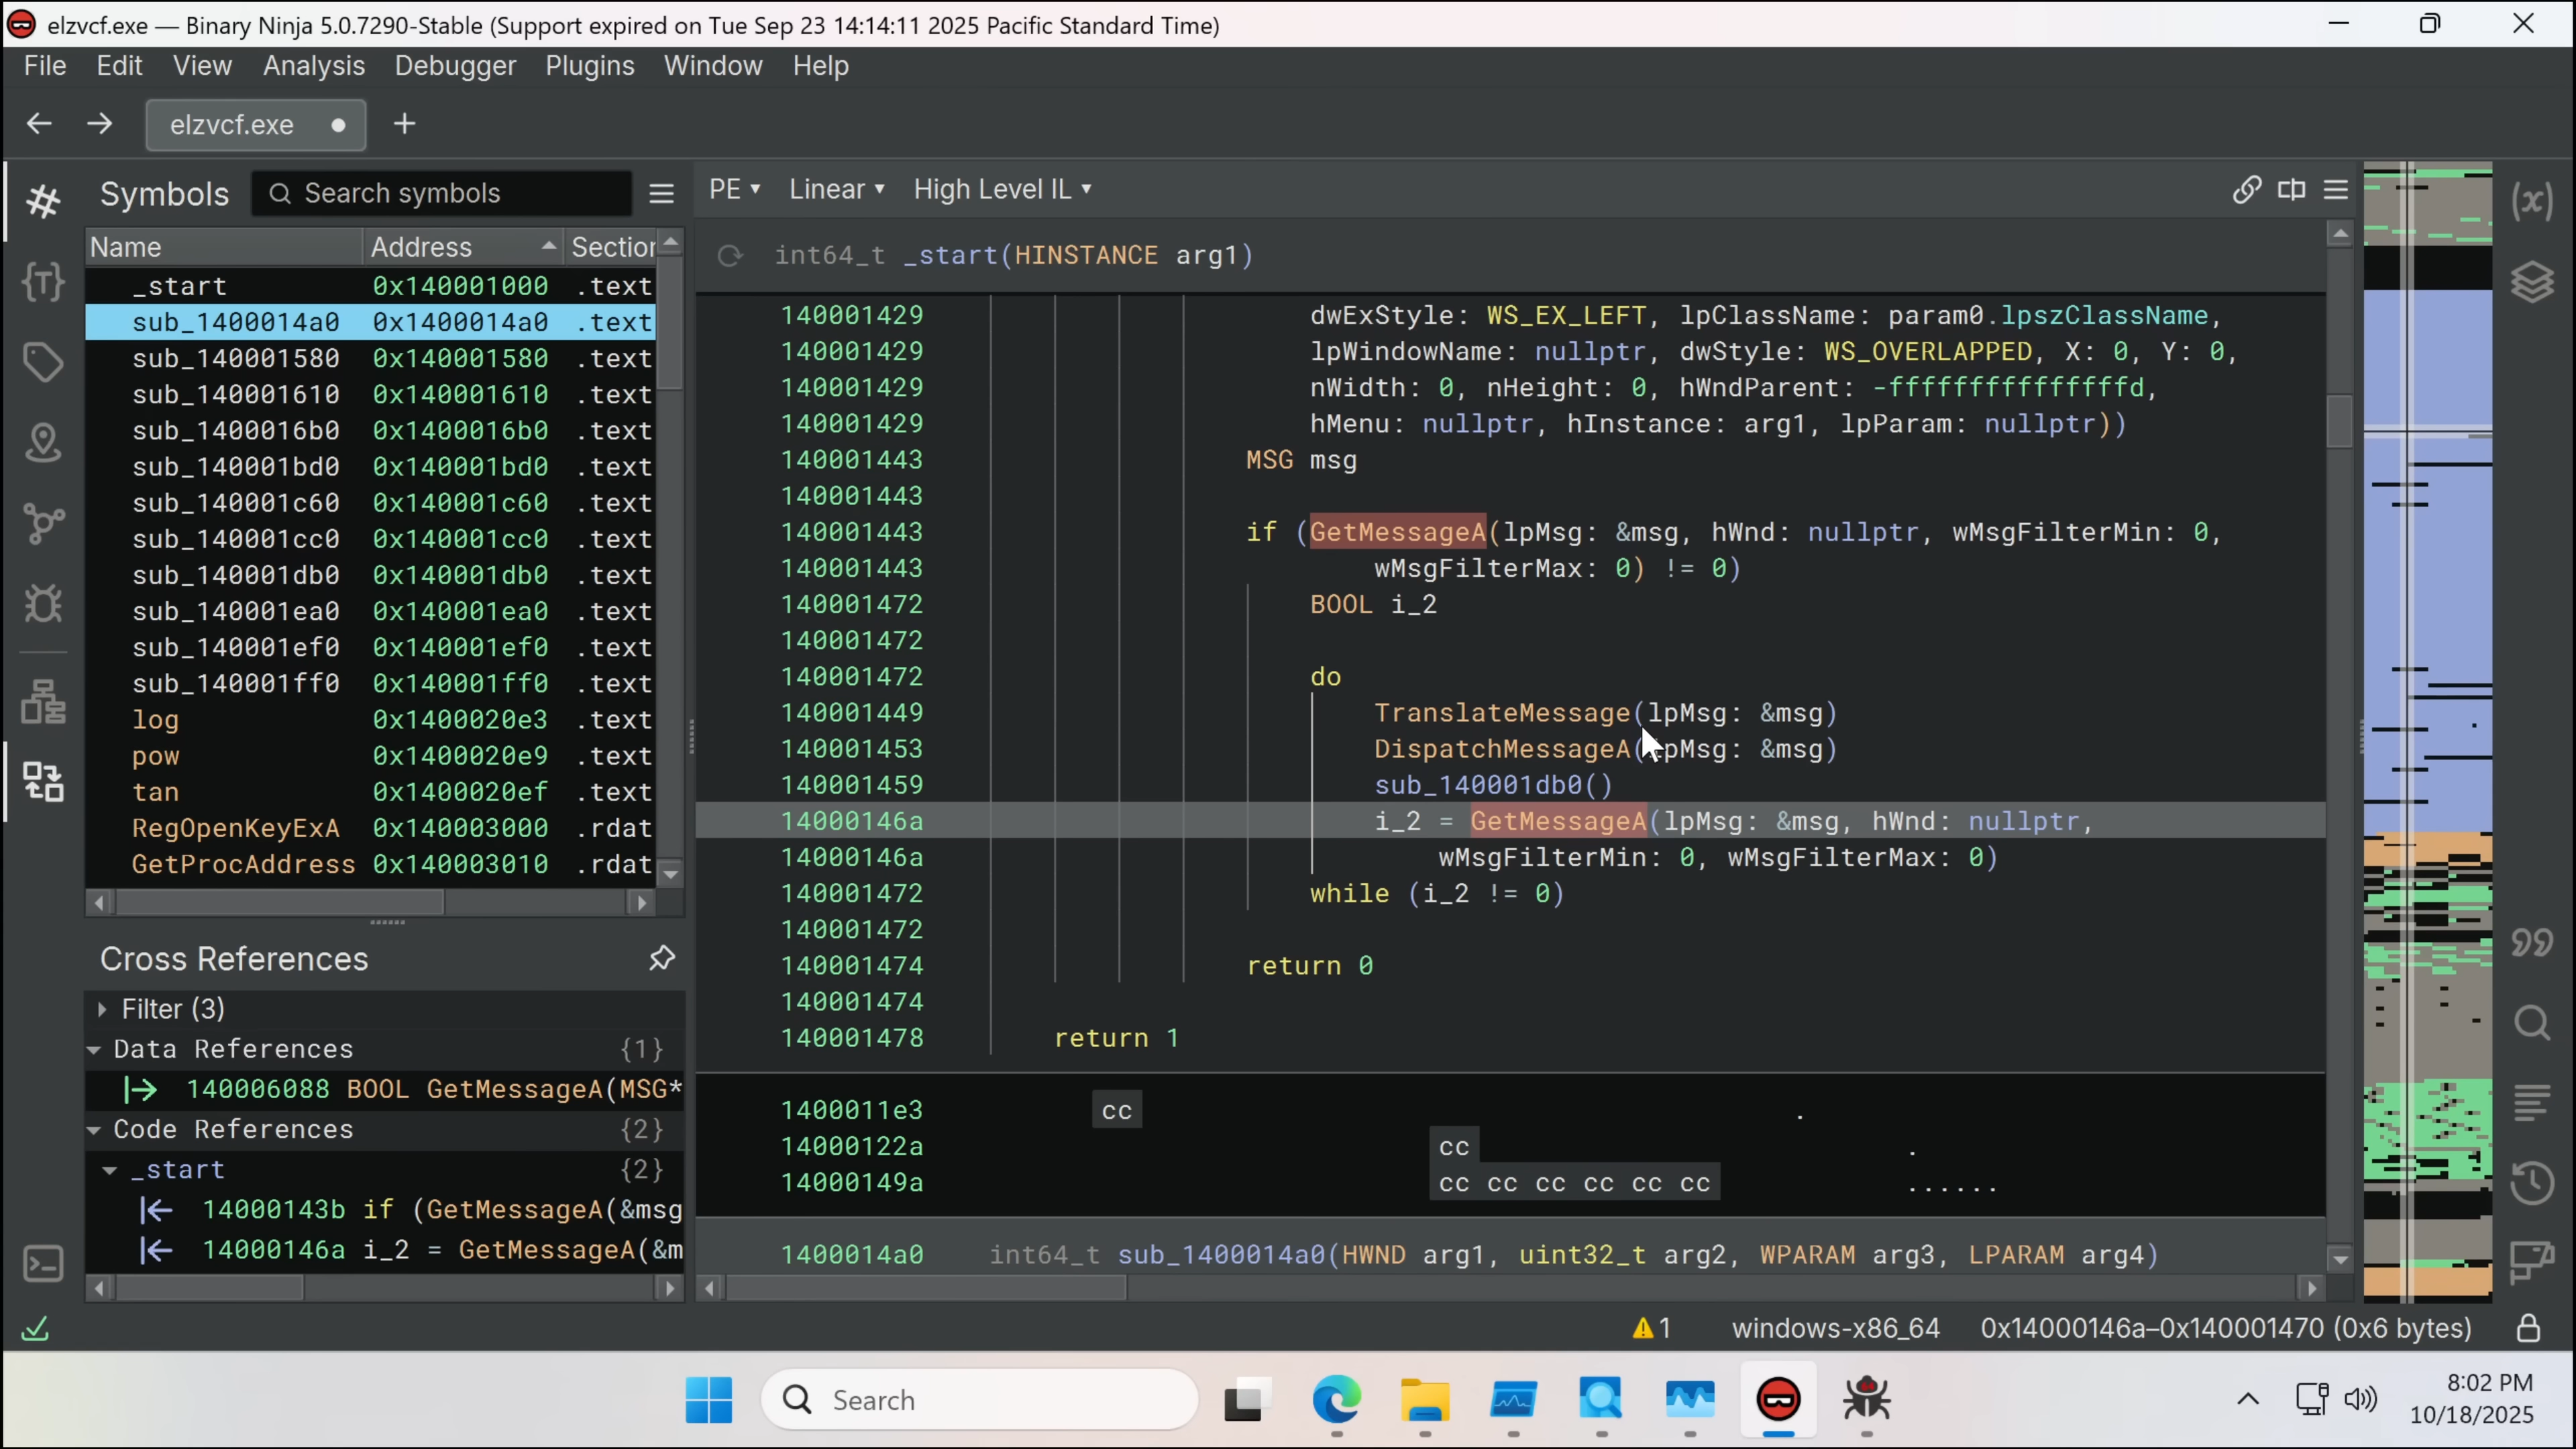 elzvcf.exe — Binary Ninja 5.0.7290-Stable (Support expired on Tue Sep 23 14:14:11 2025 Pacific Standard Time)
File Edit View Analysis Debugger Plugins Window Help
elzvcf.exe
Symbols Search symbols
Name Address Section
_start 0x140001000 .text
sub_1400014a0 0x1400014a0 .text
sub_140001580 0x140001580 .text
sub_140001610 0x140001610 .text
sub_1400016b0 0x1400016b0 .text
sub_140001bd0 0x140001bd0 .text
sub_140001c60 0x140001c60 .text
sub_140001cc0 0x140001cc0 .text
sub_140001db0 0x140001db0 .text
sub_140001ea0 0x140001ea0 .text
sub_140001ef0 0x140001ef0 .text
sub_140001ff0 0x140001ff0 .text
log 0x1400020e3 .text
pow 0x1400020e9 .text
tan 0x1400020ef .text
RegOpenKeyExA 0x140003000 .rdat
GetProcAddress 0x140003010 .rdat
Cross References
Filter (3)
Data References {1}
140006088 BOOL GetMessageA(MSG*
Code References {2}
_start {2}
14000143b if (GetMessageA(&msg
14000146a i_2 = GetMessageA(&m
PE Linear High Level IL
int64_t _start(HINSTANCE arg1)
140001429 dwExStyle: WS_EX_LEFT, lpClassName: param0.lpszClassName,
140001429 lpWindowName: nullptr, dwStyle: WS_OVERLAPPED, X: 0, Y: 0,
140001429 nWidth: 0, nHeight: 0, hWndParent: -fffffffffffffffd,
140001429 hMenu: nullptr, hInstance: arg1, lpParam: nullptr))
140001443 MSG msg
140001443
140001443 if (GetMessageA(lpMsg: &msg, hWnd: nullptr, wMsgFilterMin: 0,
140001443 wMsgFilterMax: 0) != 0)
140001472 BOOL i_2
140001472
140001472 do
140001449 TranslateMessage(lpMsg: &msg)
140001453 DispatchMessageA(lpMsg: &msg)
140001459 sub_140001db0()
14000146a i_2 = GetMessageA(lpMsg: &msg, hWnd: nullptr,
14000146a wMsgFilterMin: 0, wMsgFilterMax: 0)
140001472 while (i_2 != 0)
140001472
140001474 return 0
140001474
140001478 return 1
1400011e3 cc .
14000122a cc .
14000149a cc cc cc cc cc cc ......
1400014a0 int64_t sub_1400014a0(HWND arg1, uint32_t arg2, WPARAM arg3, LPARAM arg4)
1 windows-x86_64 0x14000146a–0x140001470 (0x6 bytes)
Search
8:02 PM
10/18/2025